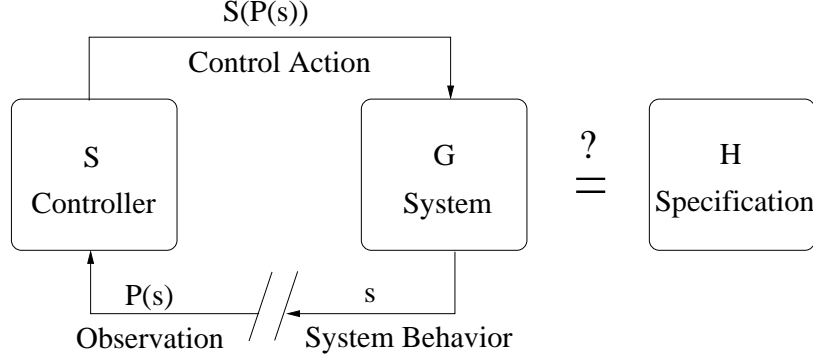 S(P(s))
Control Action
S
Controller
G
System
?
=
H
Specification
P(s)
Observation
s
System Behavior